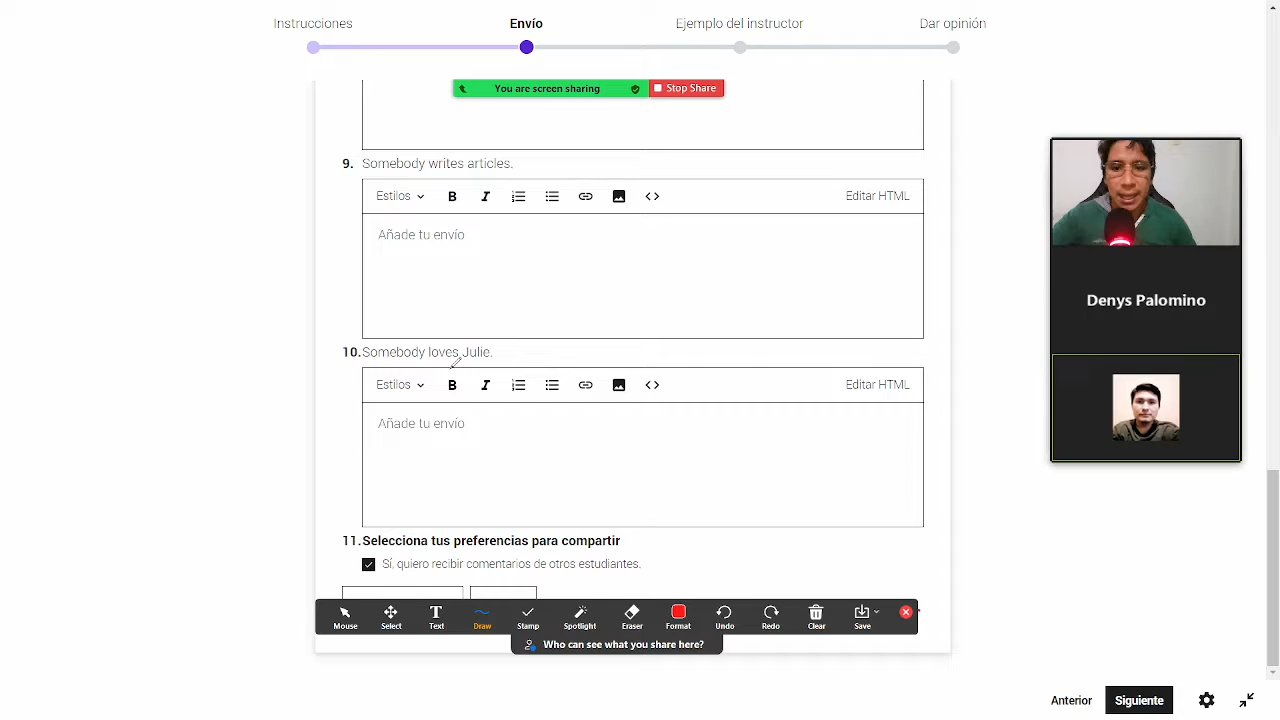 Instrucciones
Envío
Ejemplo del instructor
Dar opinión
You are screen sharing
Stop Share
9. Somebody writes articles.
Estilos
B
I
Editar HTML
Añade tu envío
Denys Palomino
10. Somebody loves Julie.
Estilos
B
I
Editar HTML
Añade tu envío
11. Selecciona tus preferencias para compartir
Sí, quiero recibir comentarios de otros estudiantes.
Mouse
Select
Text
Draw
Stamp
Spotlight
Eraser
Format
Undo
Redo
Clear
Save
Who can see what you share here?
Anterior
Siguiente